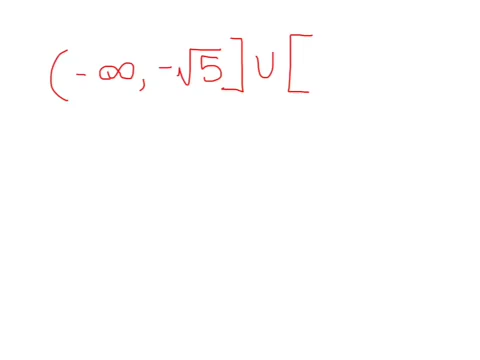 (-∞, -√5] ∪ [